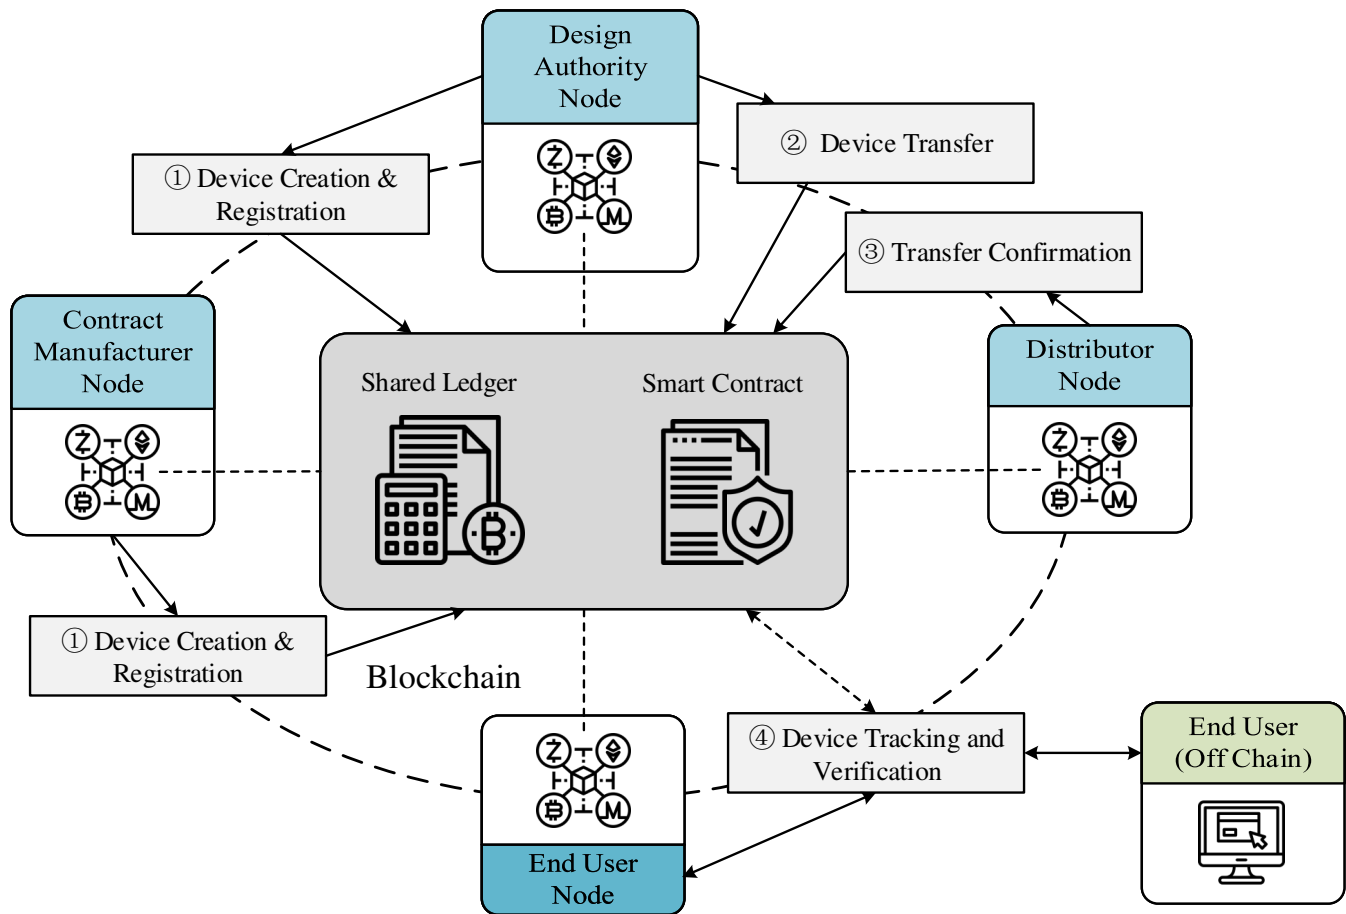 Design
Authority
Node
② Device Transfer
① Device Creation &
Registration
③ Transfer Confirmation
Contract
Manufacturer
Node
Distributor
Node
Shared Ledger
Smart Contract
① Device Creation &
Registration
Blockchain
④ Device Tracking and
Verification
End User
(Off Chain)
End User
Node